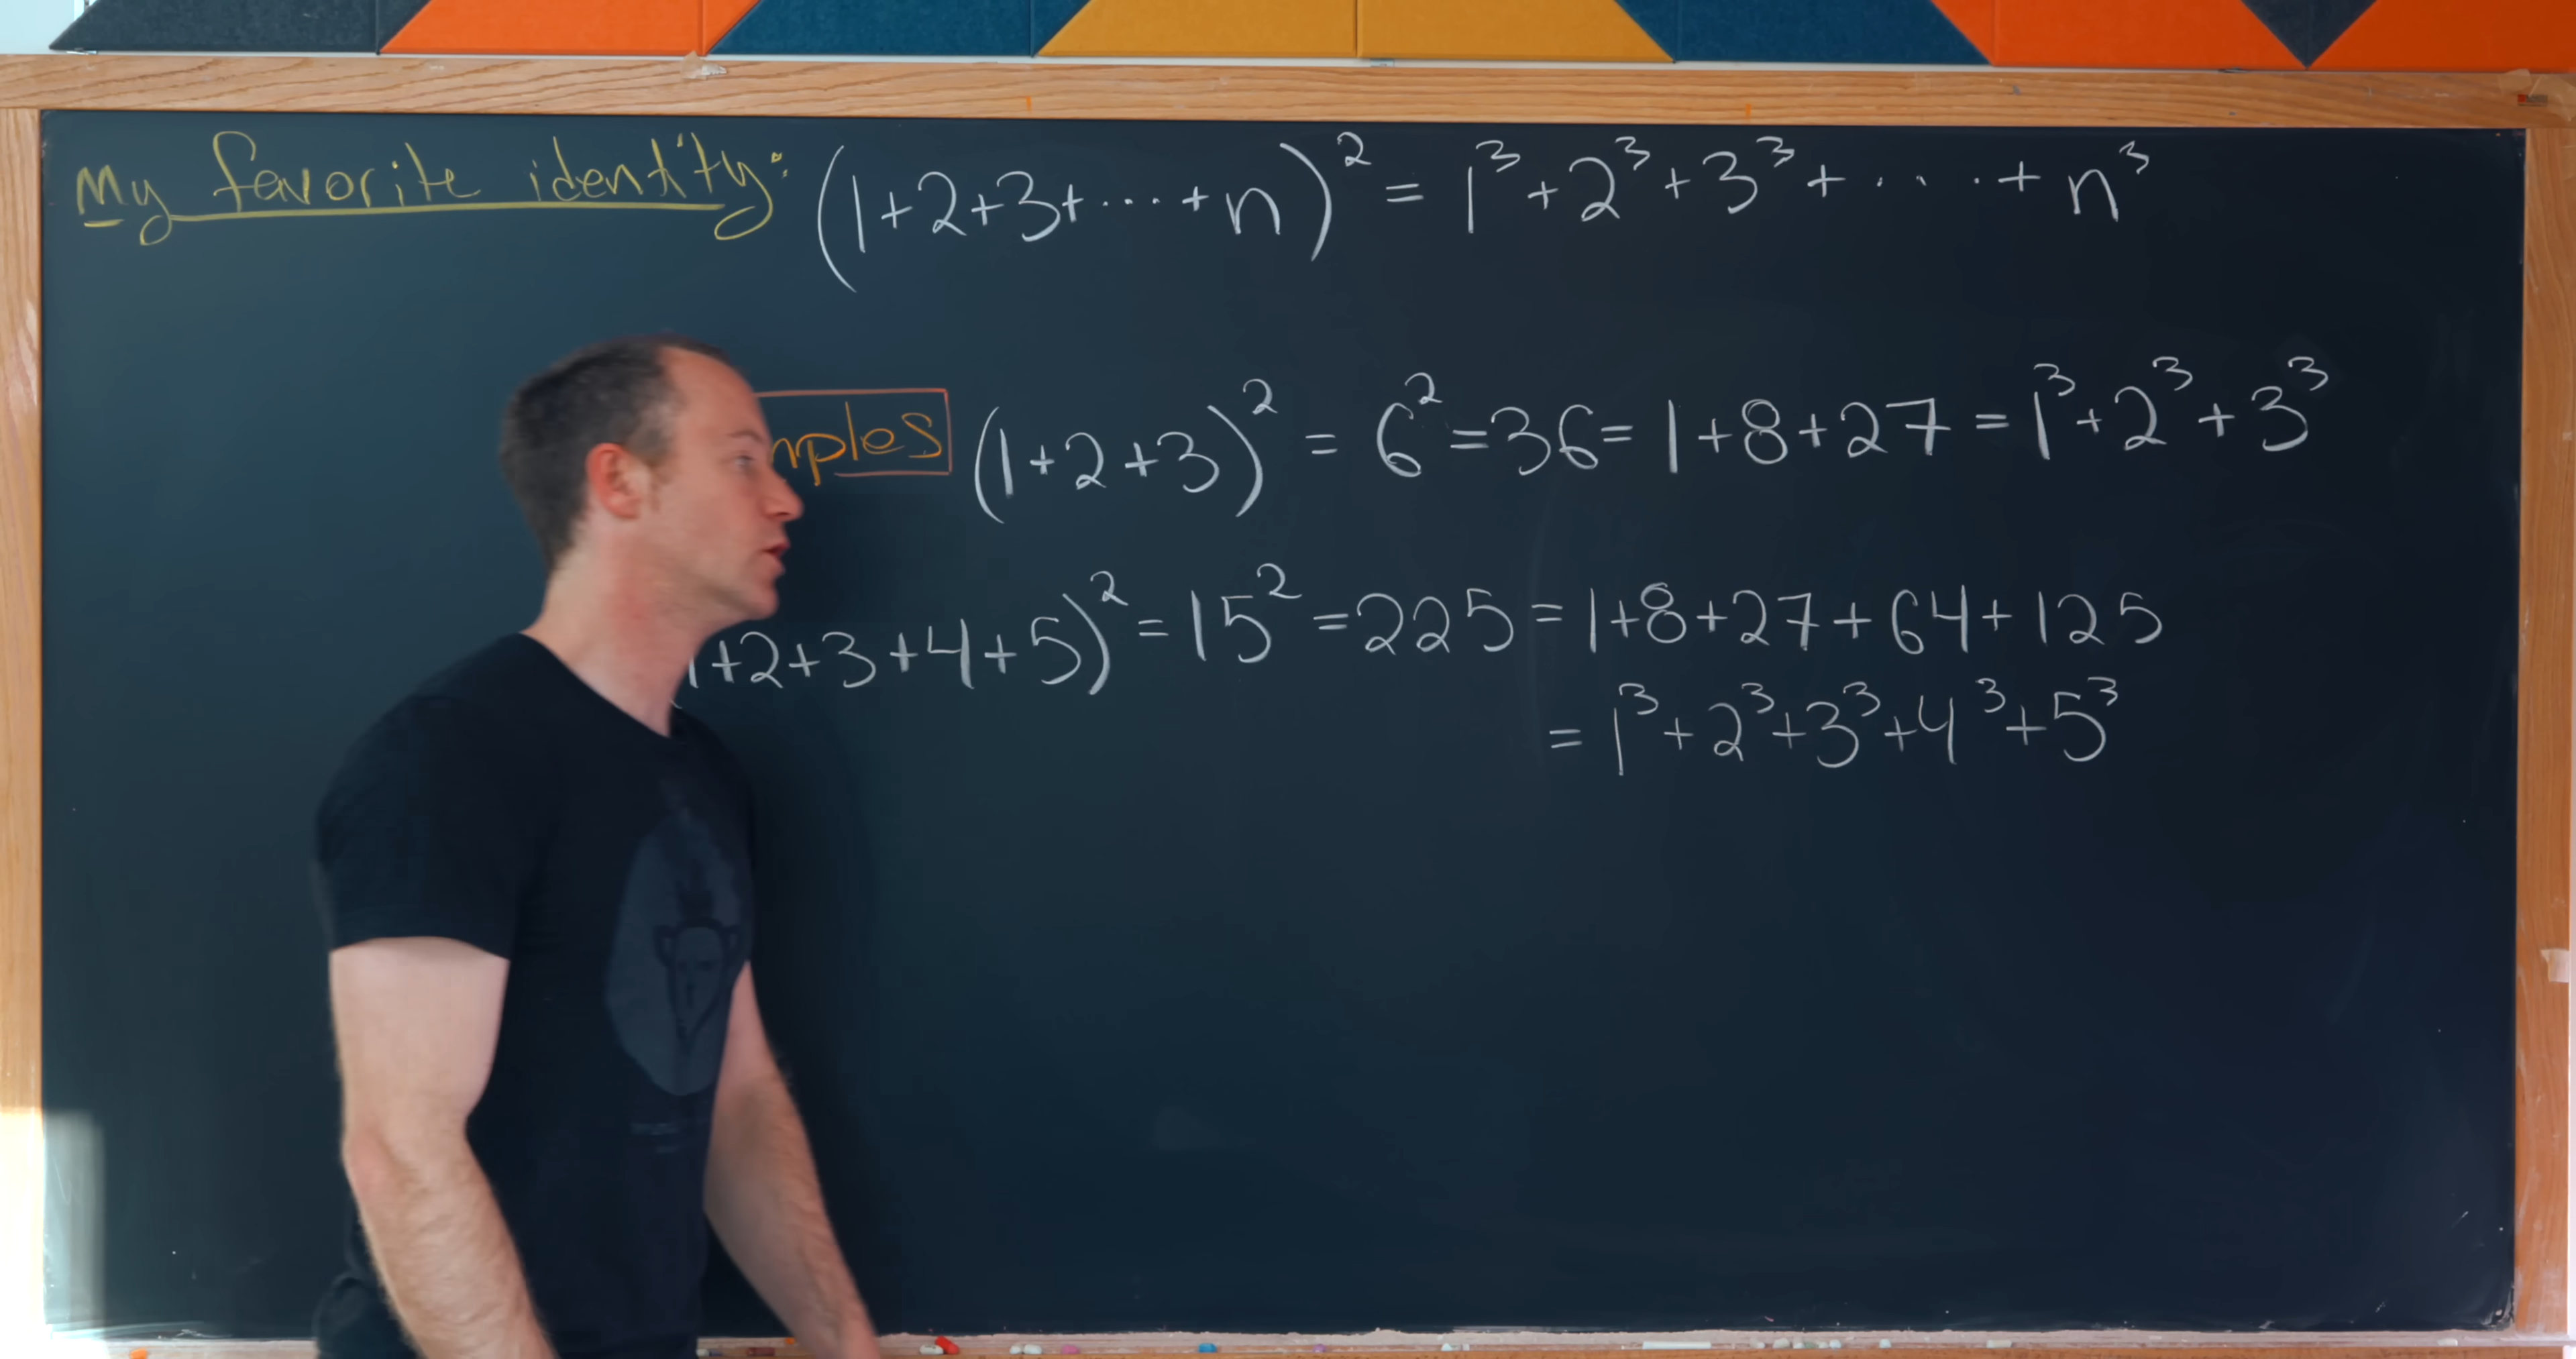 My favorite identity: (1+2+3+···+n)² = 1³+2³+3³+····+n³
(1+2+3)² = 6² =36= 1+8+27 = 1³+2³+3³
+2+3+4+5)² = 15² =225 = 1+8+27+64+125
= 1³+2³+3³+4³+5³